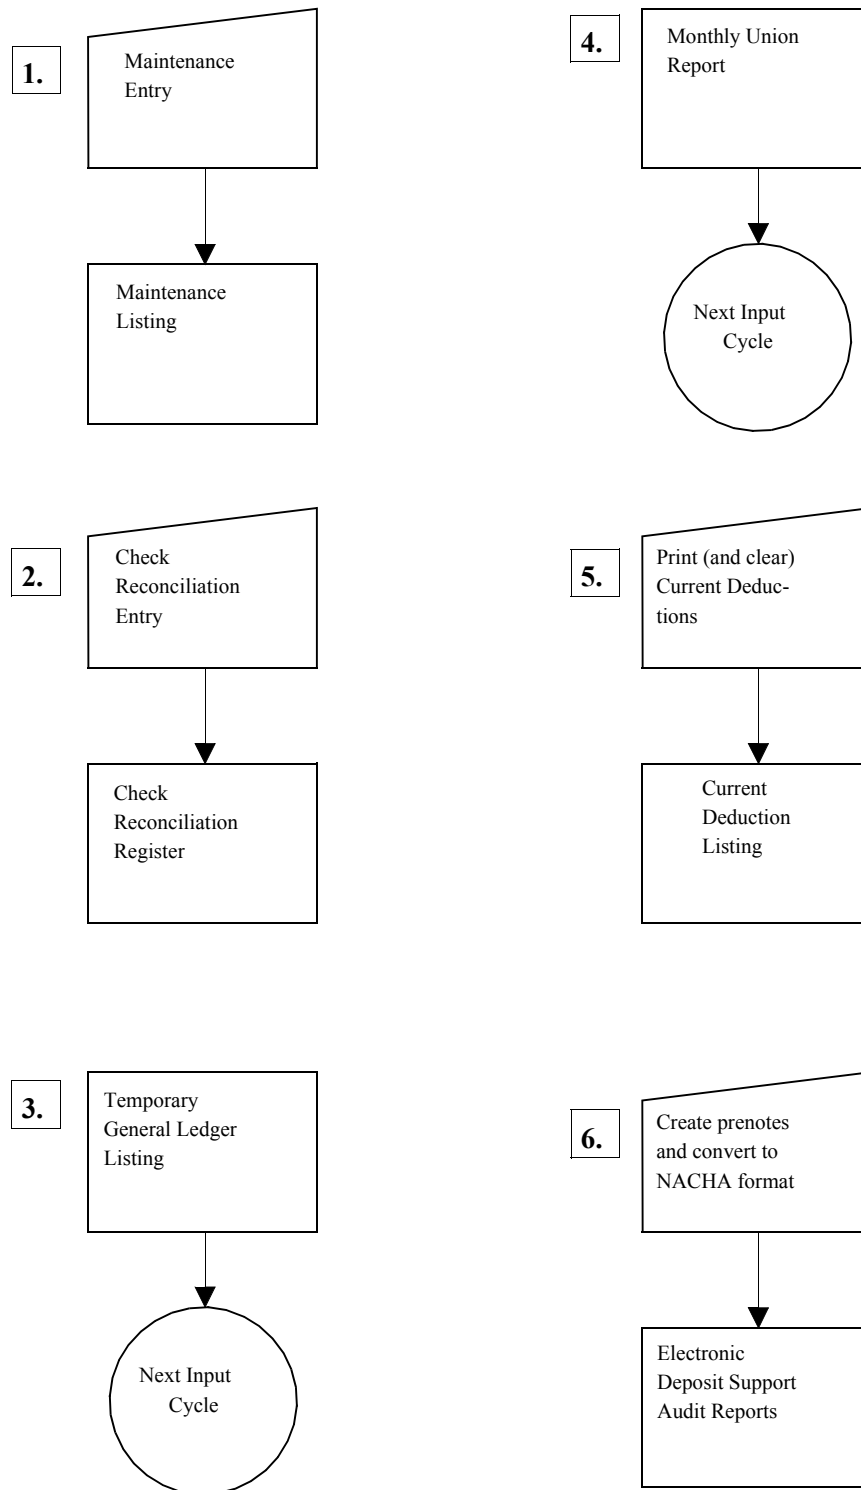 1.
Maintenance
Entry
Maintenance
Listing
2.
Check
Reconciliation
Entry
Check
Reconciliation
Register
3.
Temporary
General Ledger
Listing
Next Input
Cycle
4.
Monthly Union
Report
Next Input
Cycle
5.
Print (and clear)
Current Deduc-
tions
Current
Deduction
Listing
6.
Create prenotes
and convert to
NACHA format
Electronic
Deposit Support
Audit Reports